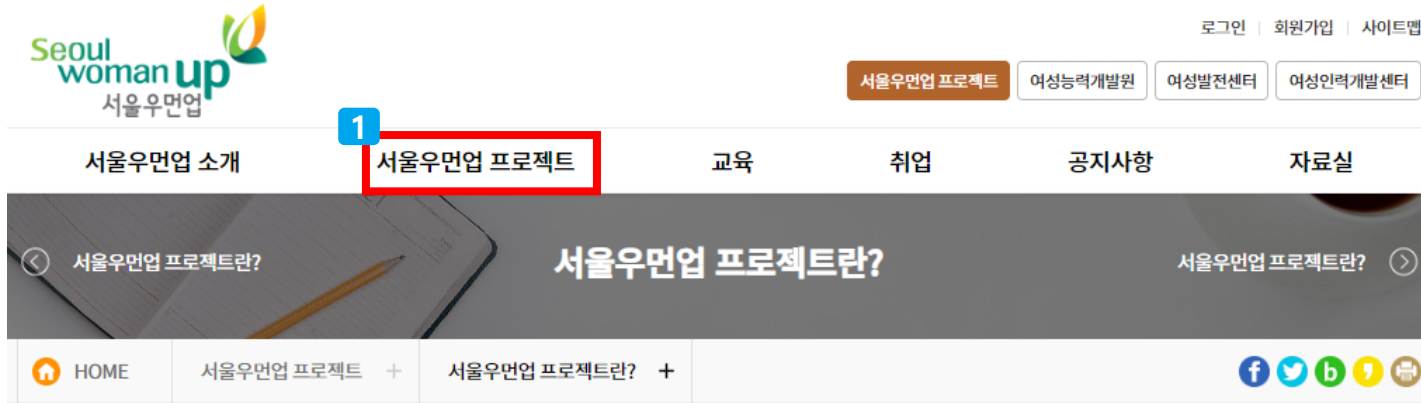 Seoul
woman up
서울우먼업
로그인 회원가입 사이트맵
서울우먼업 프로젝트 여성능력개발원 여성발전센터 여성인력개발센터
1
서울우먼업 소개 서울우먼업 프로젝트 교육 취업 공지사항 자료실
서울우먼업 프로젝트란? 서울우먼업 프로젝트란? 서울우먼업 프로젝트란?
HOME 서울우먼업 프로젝트 + 서울우먼업 프로젝트란? +